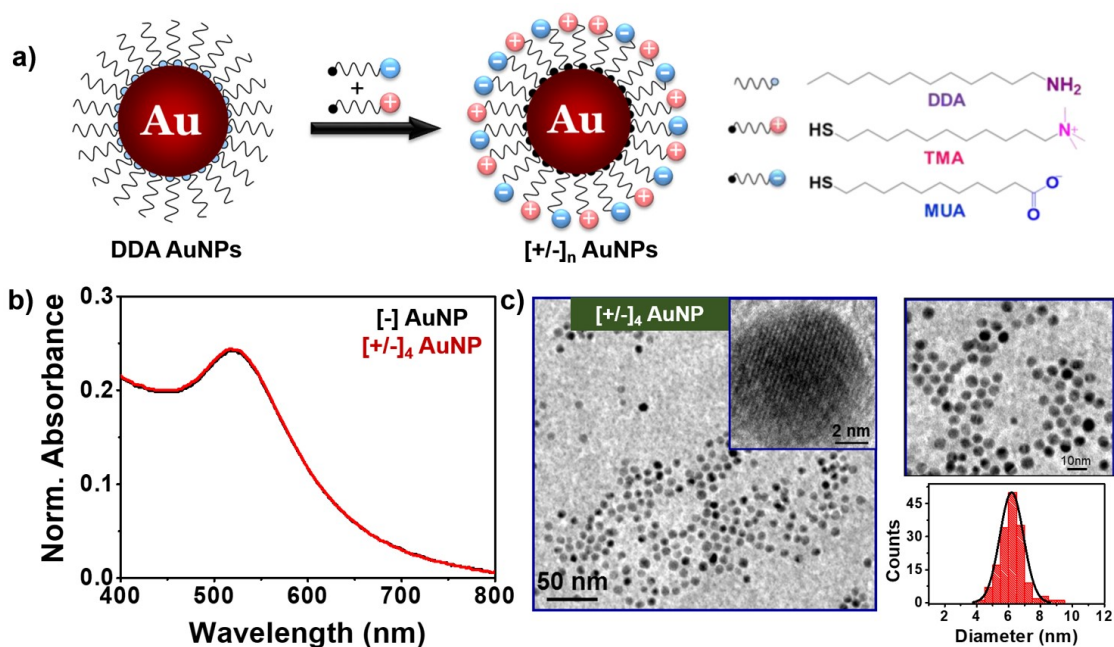 a)
Au
+
−
+
Au
DDA AuNPs
[+/-]ₙ AuNPs
NH₂
DDA
HS
N⁺
TMA
HS
O⁻
O
MUA
b)
0.3
0.2
0.1
0.0
400 500 600 700 800
Norm. Absorbance
Wavelength (nm)
[-] AuNP
[+/-]₄ AuNP
c)
[+/-]₄ AuNP
2 nm
50 nm
10nm
45
30
15
0
2 4 6 8 10 12
Counts
Diameter (nm)